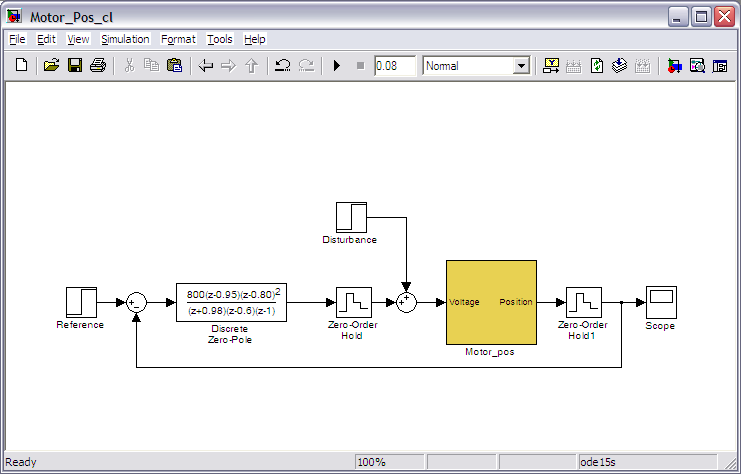 Motor_Pos_cl
File Edit View Simulation Format Tools Help
0.08 Normal
Disturbance
Reference
+
-
800(z-0.95)(z-0.80)^2
(z+0.98)(z-0.6)(z-1)
Discrete
Zero-Pole
Zero-Order
Hold
+
+
Voltage Position
Motor_pos
Zero-Order
Hold1
Scope
Ready 100% ode15s